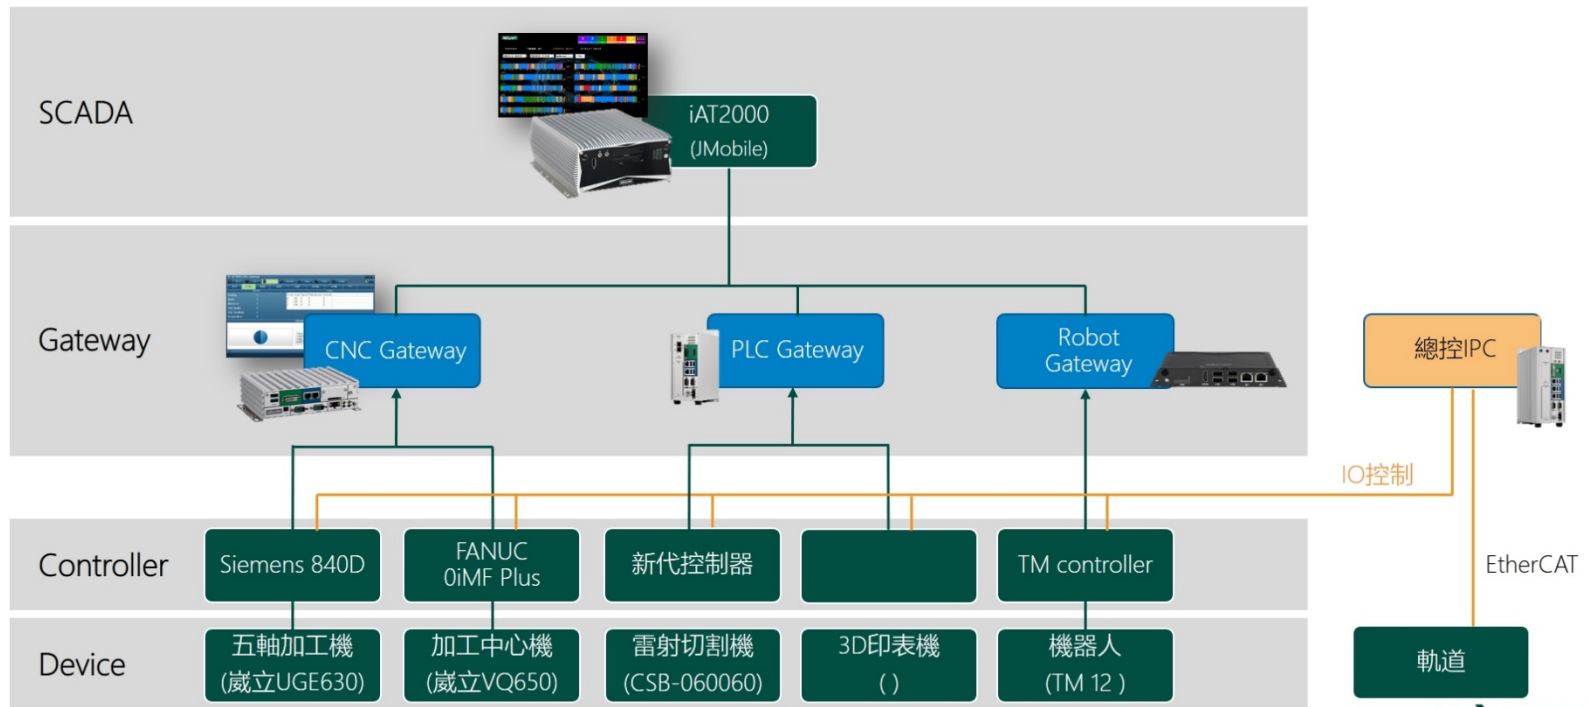 SCADA
iAT2000
(JMobile)
Gateway
CNC Gateway
PLC Gateway
Robot
Gateway
總控IPC
IO控制
Controller
Siemens 840D
FANUC
0iMF Plus
新代控制器
TM controller
EtherCAT
Device
五軸加工機
(崴立UGE630)
加工中心機
(崴立VQ650)
雷射切割機
(CSB-060060)
3D印表機
( )
機器人
(TM 12 )
軌道